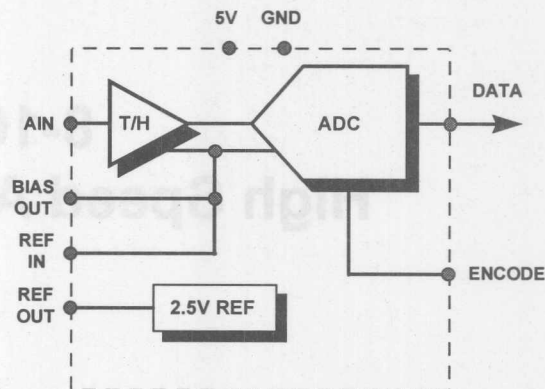 5V GND
AIN
T/H
ADC
DATA
BIAS
OUT
REF
IN
ENCODE
REF
OUT
2.5V REF